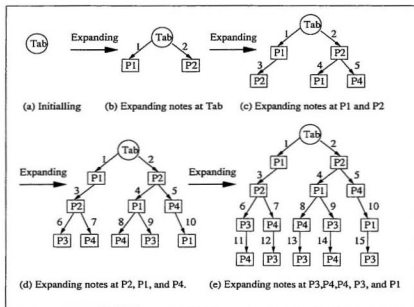 Tab
Expanding
Tab
1 2
P1 P2
Expanding
Tab
1 2
P1 P2
3 4 5
P2 P1 P4
(a) Initialling (b) Expanding notes at Tab (c) Expanding notes at P1 and P2
Expanding
Tab
1 2
P1 P2
3 4 5
P2 P1 P4
6 7 8 9 10
P3 P4 P4 P3 P1
Expanding
Tab
1 2
P1 P2
3 4 5
P2 P1 P4
6 7 8 9 10
P3 P4 P4 P3 P1
11 12 13 14 15
P4 P3 P3 P4 P3
(d) Expanding notes at P2, P1, and P4. (e) Expanding notes at P3,P4,P4, P3, and P1